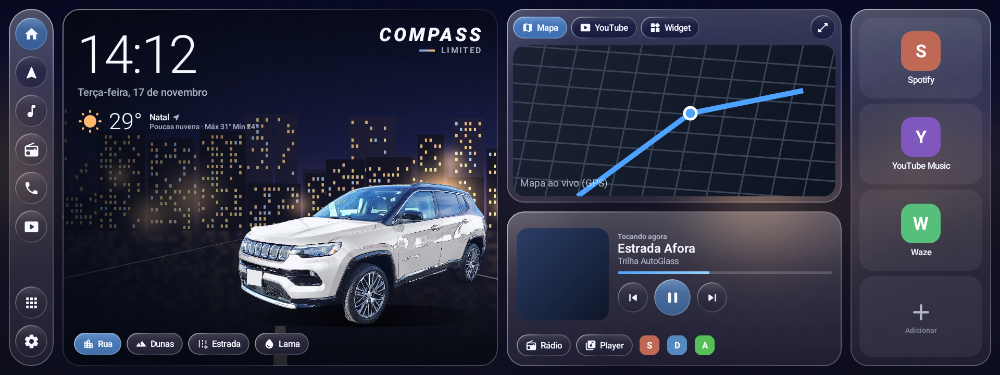 14:12
COMPASS
LIMITED
Terça-feira, 17 de novembro
29°
Natal
Poucas nuvens · Máx 31° Mín 24°
Rua
Dunas
Estrada
Lama
Mapa
YouTube
Widget
Mapa ao vivo (GPS)
Tocando agora
Estrada Afora
Trilha AutoGlass
Rádio
Player
S
D
A
S
Spotify
Y
YouTube Music
W
Waze
Adicionar